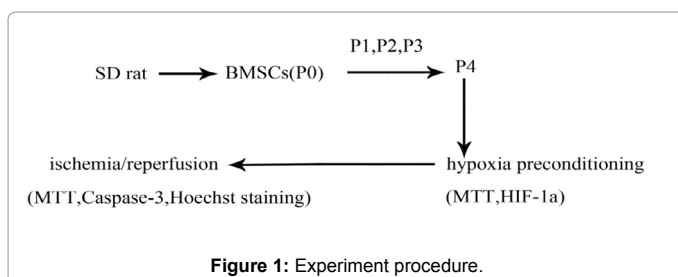 P1,P2,P3
SD rat BMSCs(P0) P4
ischemia/reperfusion hypoxia preconditioning
(MTT,Caspase-3,Hoechst staining) (MTT,HIF-1a)
Figure 1: Experiment procedure.